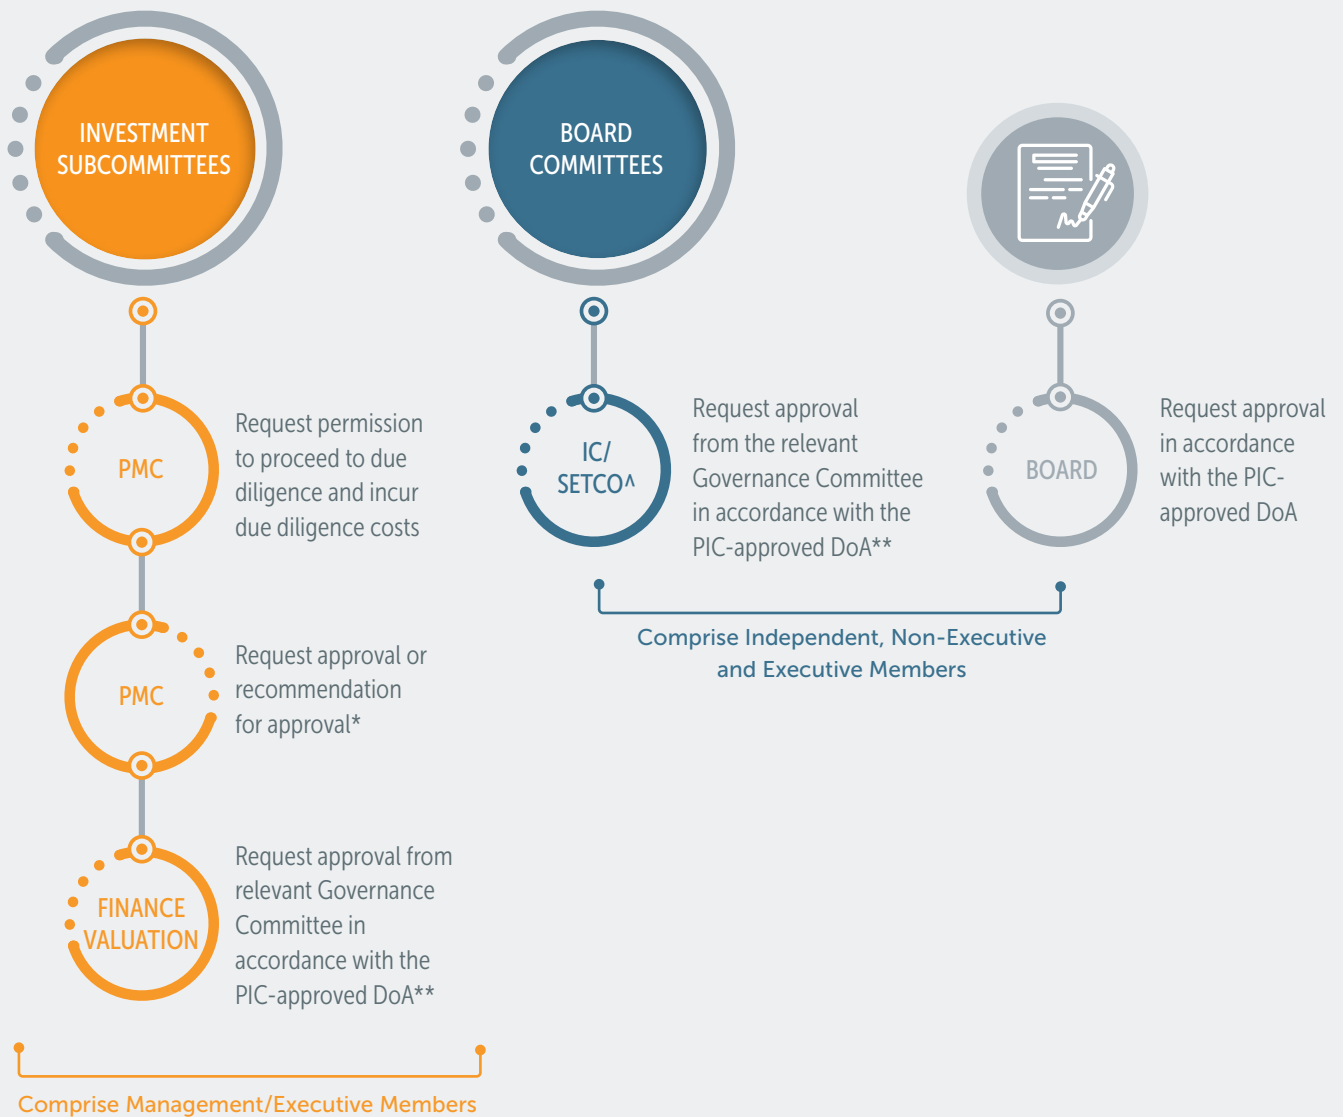 INVESTMENT
SUBCOMMITTEES
PMC
Request permission
to proceed to due
diligence and incur
due diligence costs
PMC
Request approval or
recommendation
for approval*
FINANCE
VALUATION
Request approval from
relevant Governance
Committee in
accordance with the
PIC-approved DoA**
Comprise Management/Executive Members
BOARD
COMMITTEES
IC/
SETCO^
Request approval
from the relevant
Governance Committee
in accordance with the
PIC-approved DoA**
BOARD
Request approval
in accordance
with the PIC-
approved DoA
Comprise Independent, Non-Executive
and Executive Members